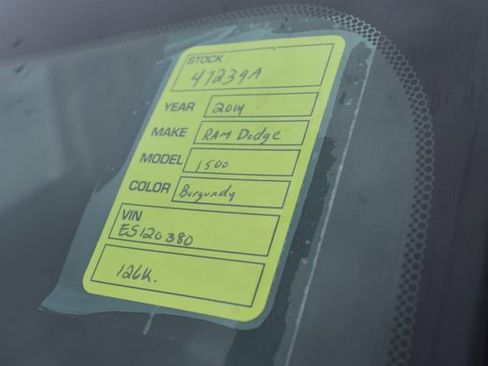 STOCK
47239A
YEAR 2014
MAKE RAM Dodge
MODEL 1500
COLOR Burgundy
VIN
ES120380
126K.